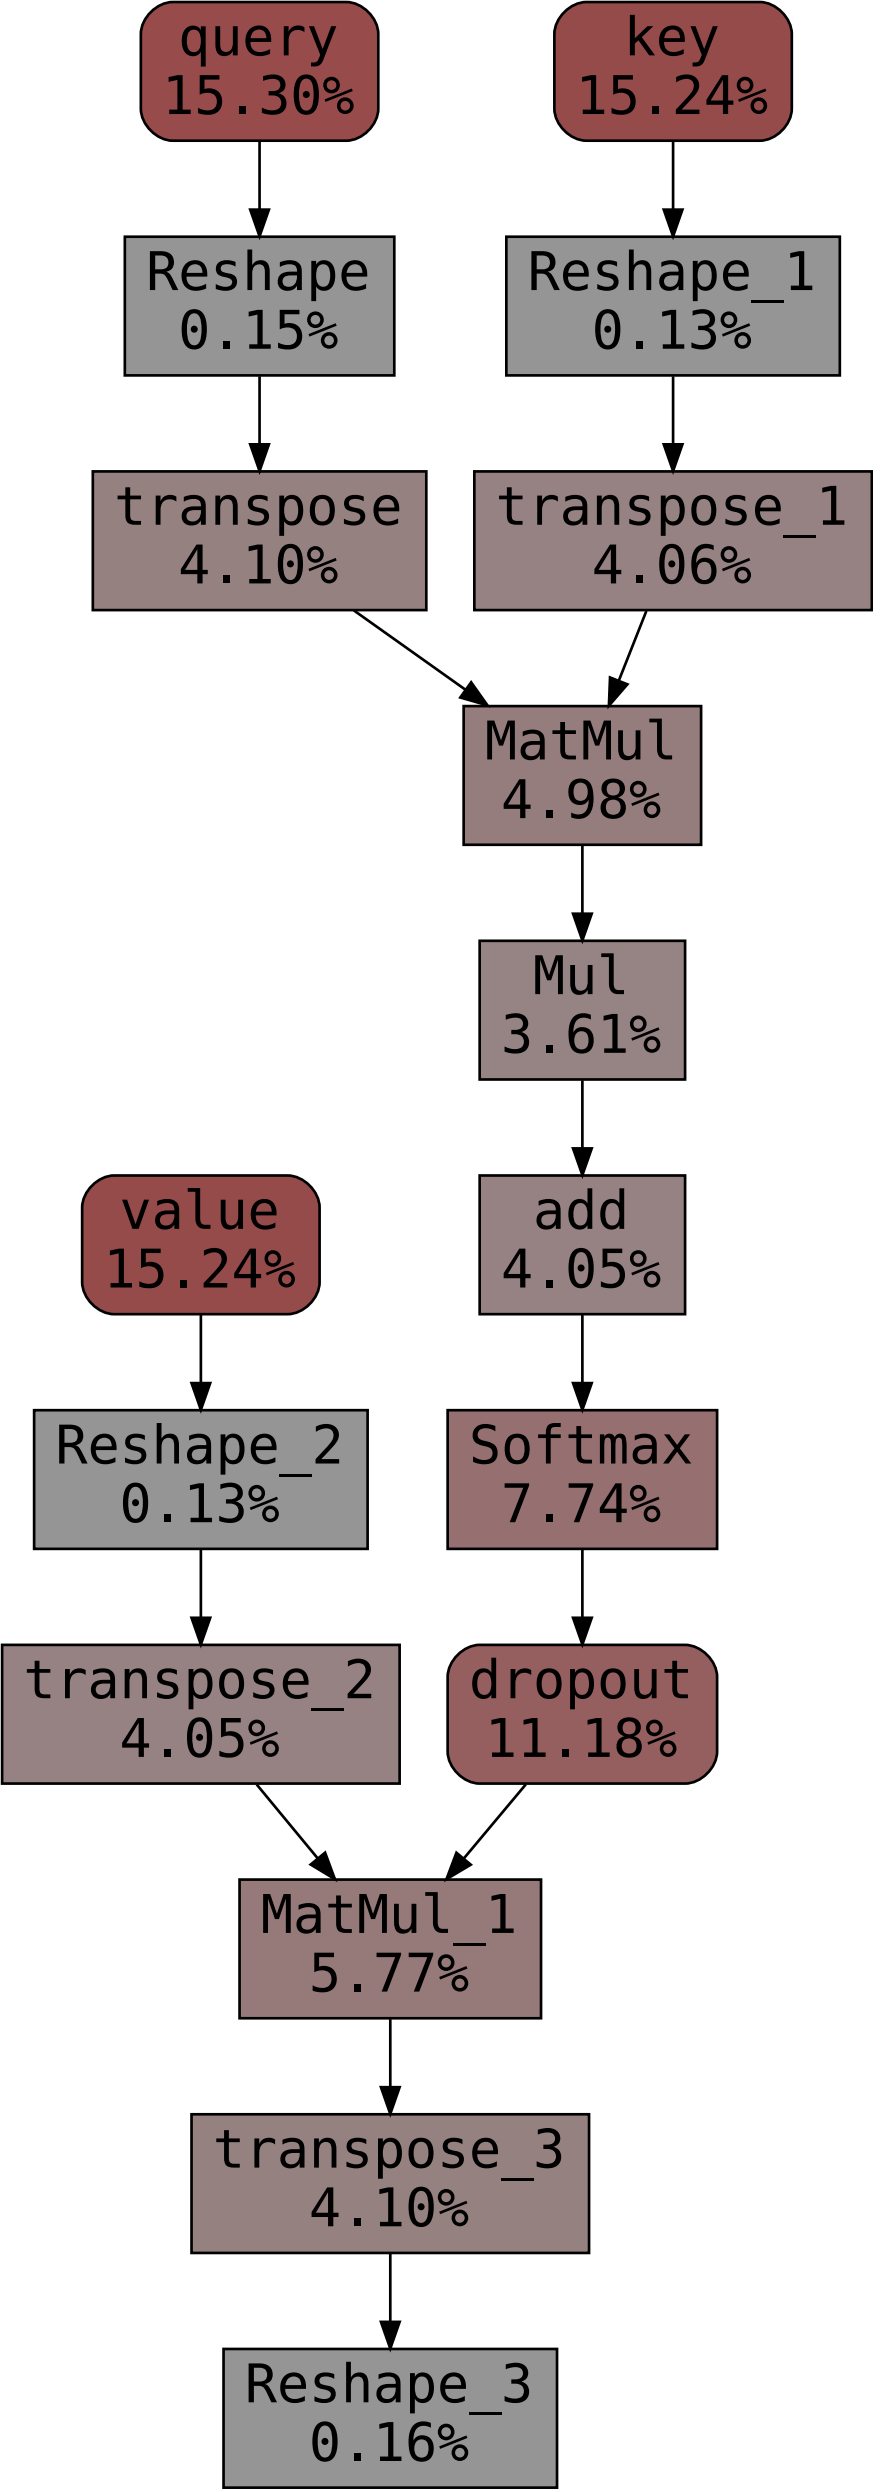 query
15.30%
key
15.24%
Reshape
0.15%
Reshape_1
0.13%
transpose
4.10%
transpose_1
4.06%
MatMul
4.98%
Mul
3.61%
value
15.24%
add
4.05%
Reshape_2
0.13%
Softmax
7.74%
transpose_2
4.05%
dropout
11.18%
MatMul_1
5.77%
transpose_3
4.10%
Reshape_3
0.16%